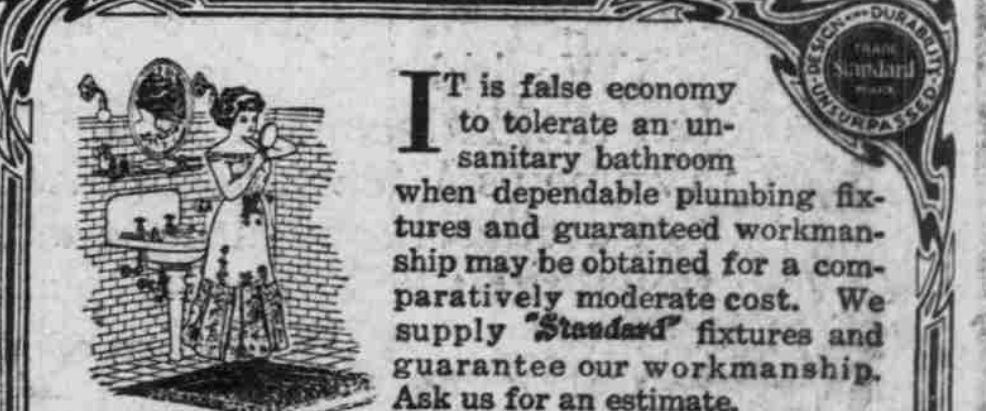 IT is false economy
to tolerate an un-
sanitary bathroom
when dependable plumbing fix-
tures and guaranteed workman-
ship may be obtained for a com-
paratively moderate cost. We
supply "Standard" fixtures and
guarantee our workmanship.
Ask us for an estimate.
DESIGN DURABILITY
UNSURPASSED
TRADE
Standard
MARK